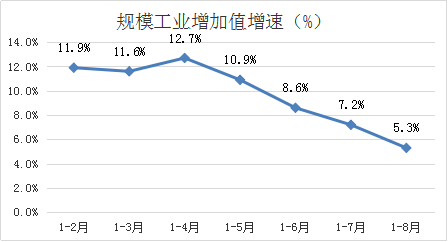 规模工业增加值增速（%）
14.0%
12.0%
10.0%
8.0%
6.0%
4.0%
2.0%
0.0%
11.9%
11.6%
12.7%
10.9%
8.6%
7.2%
5.3%
1-2月
1-3月
1-4月
1-5月
1-6月
1-7月
1-8月